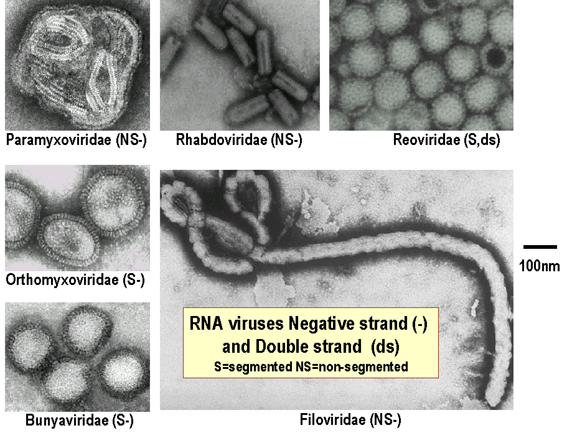 Paramyxoviridae (NS-)
Rhabdoviridae (NS-)
Reoviridae (S,ds)
Orthomyxoviridae (S-)
100nm
RNA viruses Negative strand (-)
and Double strand (ds)
S=segmented NS=non-segmented
Bunyaviridae (S-)
Filoviridae (NS-)